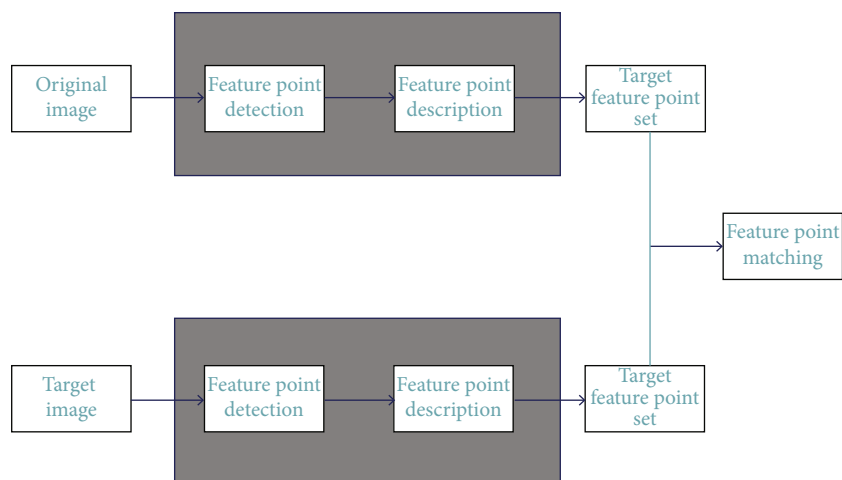 Original
image
Feature point
detection
Feature point
description
Target
feature point
set
Feature point
matching
Target
image
Feature point
detection
Feature point
description
Target
feature point
set